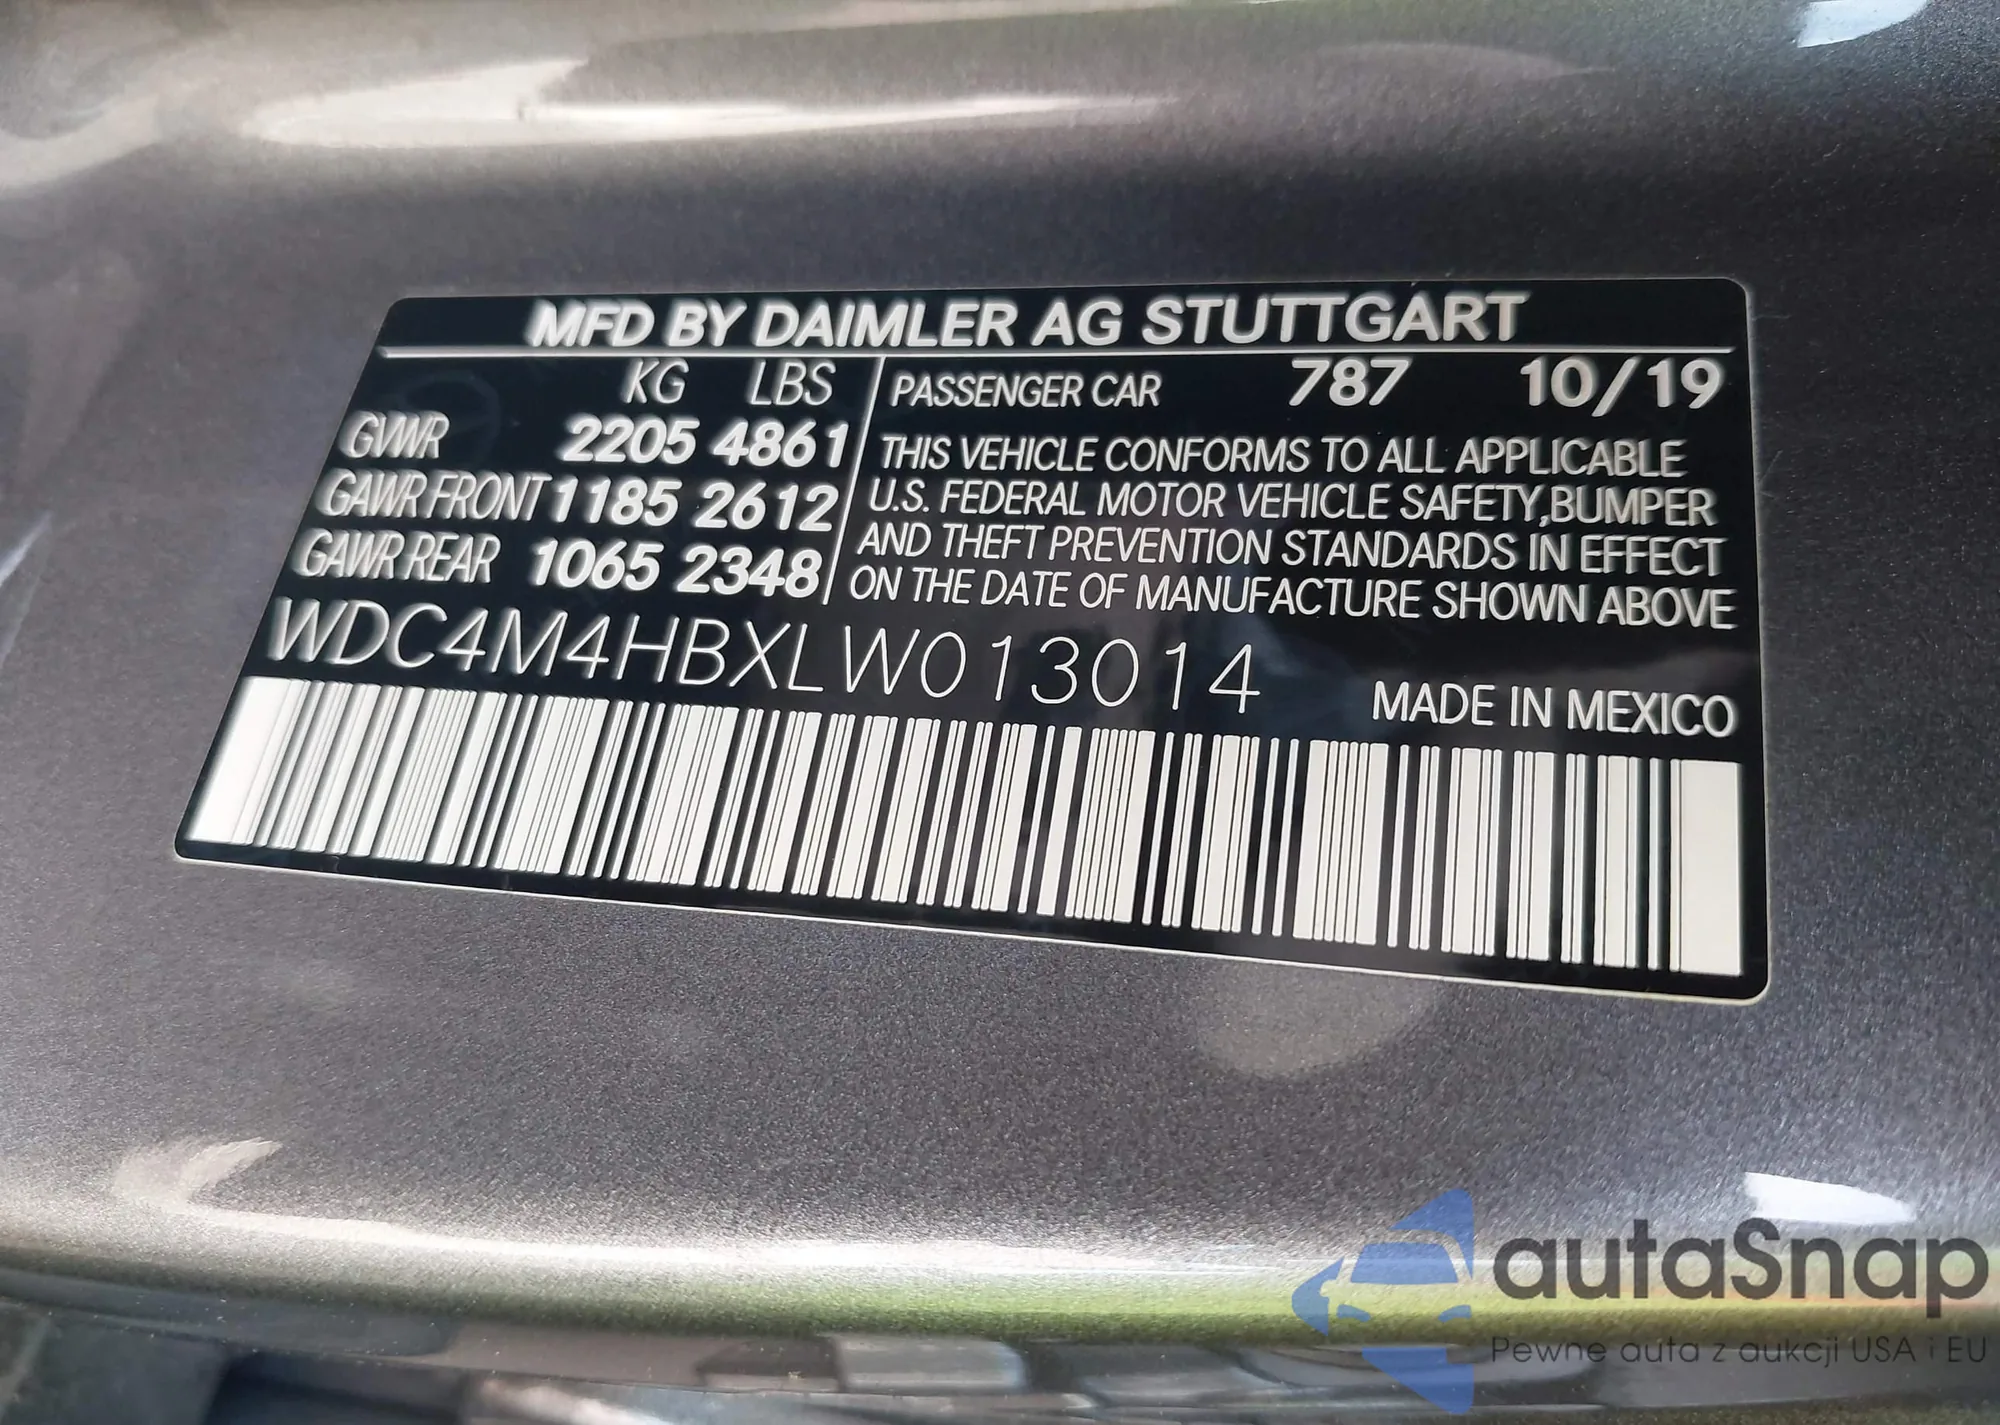 MFD BY DAIMLER AG STUTTGART
KG LBS
GVWR 2205 4861
GAWR FRONT 1185 2612
GAWR REAR 1065 2348
PASSENGER CAR 787 10/19
THIS VEHICLE CONFORMS TO ALL APPLICABLE
U.S. FEDERAL MOTOR VEHICLE SAFETY,BUMPER
AND THEFT PREVENTION STANDARDS IN EFFECT
ON THE DATE OF MANUFACTURE SHOWN ABOVE
WDC4M4HBXLW013014
MADE IN MEXICO
autaSnap
Pewne auta z aukcji USA i EU